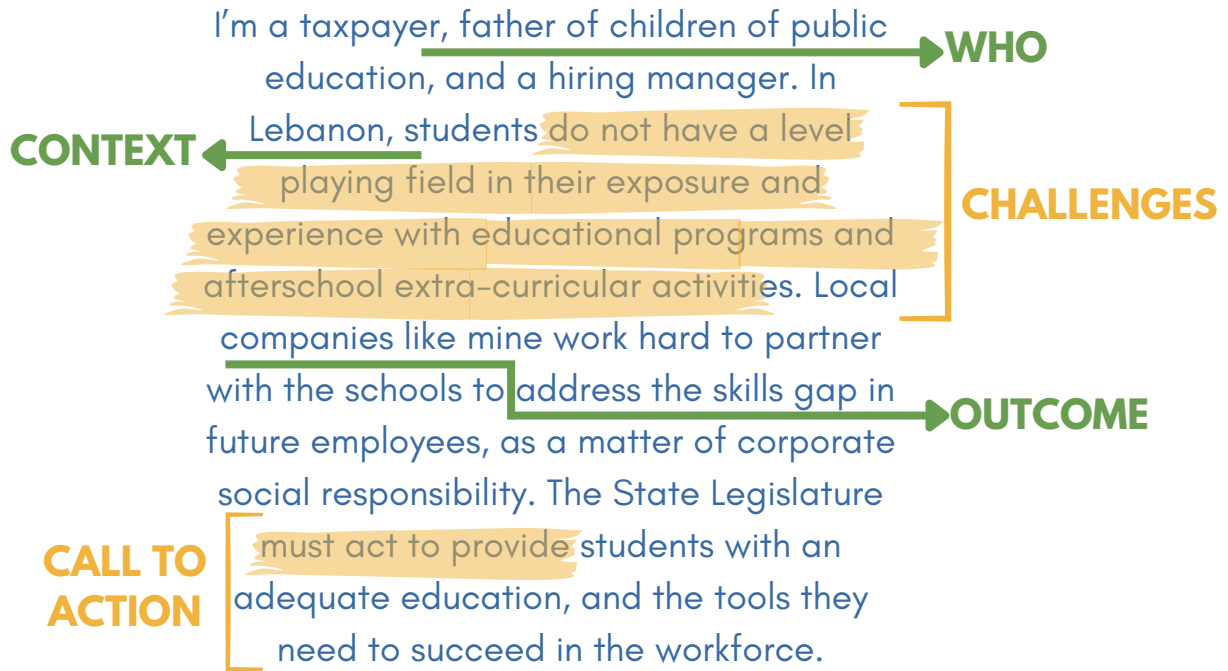 I'm a taxpayer, father of children of public
WHO
education, and a hiring manager. In
Lebanon, students do not have a level
CONTEXT
playing field in their exposure and
CHALLENGES
experience with educational programs and
afterschool extra-curricular activities. Local
companies like mine work hard to partner
with the schools to address the skills gap in
OUTCOME
future employees, as a matter of corporate
social responsibility. The State Legislature
CALL TO
ACTION
must act to provide students with an
adequate education, and the tools they
need to succeed in the workforce.